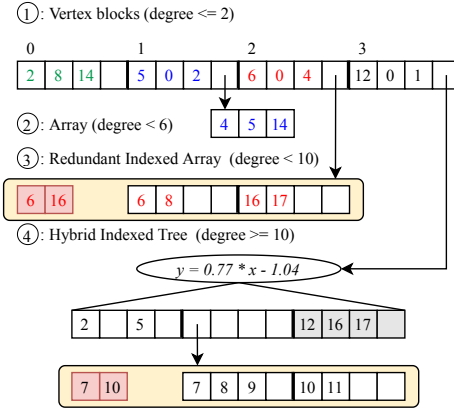 ①: Vertex blocks (degree <= 2)
0 1 2 3
2 8 14 5 0 2 6 0 4 12 0 1
②: Array (degree < 6)
4 5 14
③: Redundant Indexed Array (degree < 10)
6 16 6 8 16 17
④: Hybrid Indexed Tree (degree >= 10)
y = 0.77 * x - 1.04
2 5 12 16 17
7 10 7 8 9 10 11